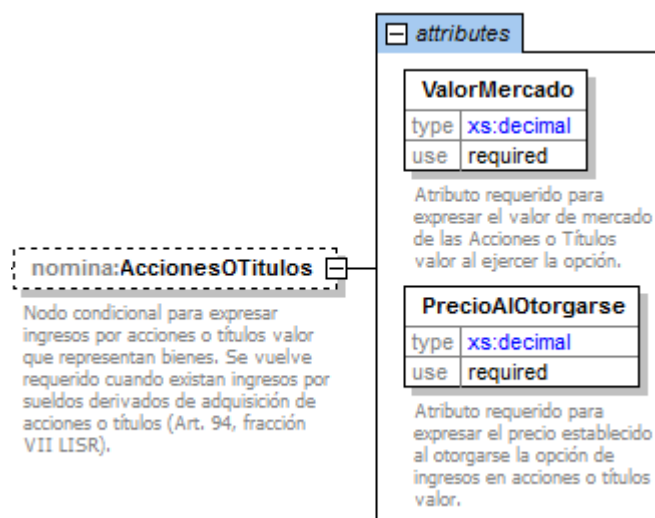 attributes
ValorMercado
type xs:decimal
use required
Atributo requerido para
expresar el valor de mercado
de las Acciones o Títulos
valor al ejercer la opción.
nomina:AccionesOTitulos
Nodo condicional para expresar
ingresos por acciones o títulos valor
que representan bienes. Se vuelve
requerido cuando existan ingresos por
sueldos derivados de adquisición de
acciones o títulos (Art. 94, fracción
VII LISR).
PrecioAlOtorgarse
type xs:decimal
use required
Atributo requerido para
expresar el precio establecido
al otorgarse la opción de
ingresos en acciones o títulos
valor.